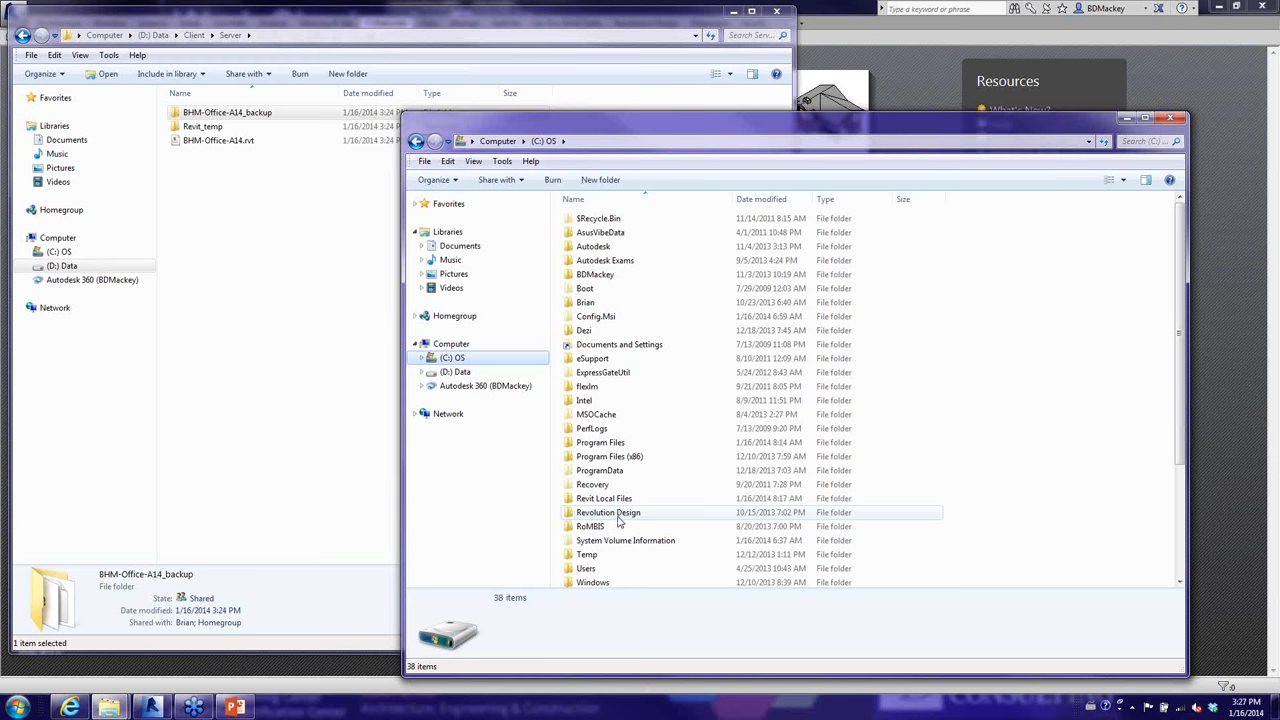 Type a keyword or phrase
BDMackey
Computer (D:) Data Client Server
Search Serv...
File Edit View Tools Help
Organize Open Include in library Share with Burn New folder
Name Date modified Type Size
Favorites
Libraries
Documents
Music
Pictures
Videos
Homegroup
Computer
(C:) OS
(D:) Data
Autodesk 360 (BDMackey)
Network
BHM-Office-A14_backup 1/16/2014 3:24 P
Revit_temp 1/16/2014 3:24 P
BHM-Office-A14.rvt 1/16/2014 3:24 P
BHM-Office-A14_backup
File folder
State: Shared
Date modified: 1/16/2014 3:24 PM
Shared with: Brian; Homegroup
1 item selected
Resources
What's New?
Computer (C:) OS
Search (C:) ...
File Edit View Tools Help
Organize Share with Burn New folder
Name Date modified Type Size
Favorites
Libraries
Documents
Music
Pictures
Videos
Homegroup
Computer
(C:) OS
(D:) Data
Autodesk 360 (BDMackey)
Network
$Recycle.Bin 11/14/2011 8:15 AM File folder
AsusVibeData 4/1/2011 10:48 PM File folder
Autodesk 11/4/2013 3:13 PM File folder
Autodesk Exams 9/5/2013 4:24 PM File folder
BDMackey 11/3/2013 10:19 AM File folder
Boot 7/29/2009 12:03 AM File folder
Brian 10/23/2013 6:40 AM File folder
Config.Msi 1/16/2014 6:59 AM File folder
Dezi 12/18/2013 7:45 AM File folder
Documents and Settings 7/13/2009 11:08 PM File folder
eSupport 8/10/2011 12:09 AM File folder
ExpressGateUtil 5/24/2012 8:43 AM File folder
flexlm 9/21/2011 8:05 PM File folder
Intel 8/9/2011 11:51 PM File folder
MSOCache 8/4/2013 2:27 PM File folder
PerfLogs 7/13/2009 9:20 PM File folder
Program Files 1/16/2014 8:14 AM File folder
Program Files (x86) 12/10/2013 7:59 AM File folder
ProgramData 12/18/2013 7:03 AM File folder
Recovery 9/20/2011 7:28 PM File folder
Revit Local Files 1/16/2014 8:17 AM File folder
Revolution Design 10/15/2013 7:02 PM File folder
RoMBIS 8/20/2013 7:00 PM File folder
System Volume Information 1/16/2014 6:37 AM File folder
Temp 12/12/2013 1:11 PM File folder
Users 4/25/2013 10:43 AM File folder
Windows 12/10/2013 8:39 AM File folder
38 items
38 items
3:27 PM
1/16/2014